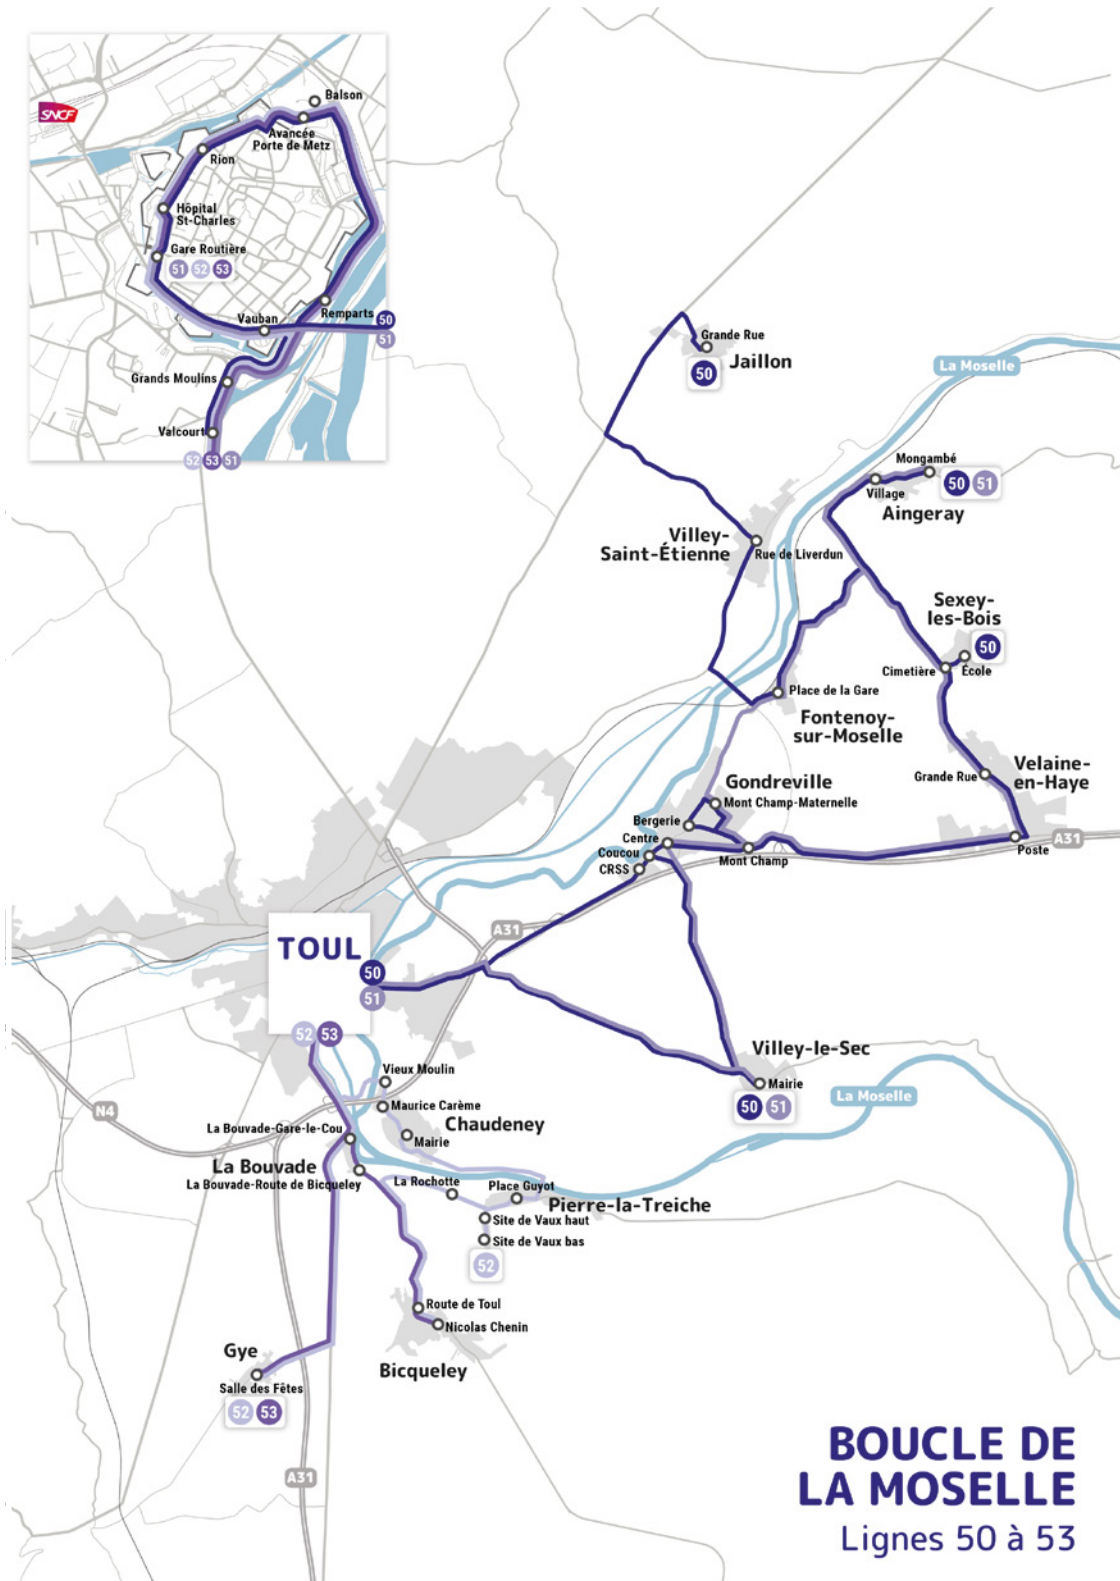 SNCF
Balson
Avancée
Porte de Metz
Rion
Hôpital
St-Charles
Gare Routière
51 52 53
Vauban
Remparts 50
51
Grands Moulins
Valcourt
52 53 51
Grande Rue
Jaillon
50
La Moselle
Mongambé
50 51
Village
Aingeray
Villey-
Saint-Étienne
Rue de Liverdun
Sexey-
les-Bois
50
Cimetière
École
Place de la Gare
Fontenoy-
sur-Moselle
Velaine-
en-Haye
Grande Rue
Gondreville
Mont Champ-Maternelle
Bergerie
Centre
Coucou
CRSS
Mont Champ
Poste
A31
A31
TOUL
50
51
52 53
Villey-le-Sec
Mairie
50 51
La Moselle
Vieux Moulin
N4
Maurice Carème
Chaudeney
La Bouvade-Gare-le-Cou
Mairie
La Bouvade
La Bouvade-Route de Bicqueley
La Rochotte
Place Guyot
Pierre-la-Treiche
Site de Vaux haut
Site de Vaux bas
52
Route de Toul
Nicolas Chenin
Bicqueley
Gye
Salle des Fêtes
52 53
A31
BOUCLE DE
LA MOSELLE
Lignes 50 à 53